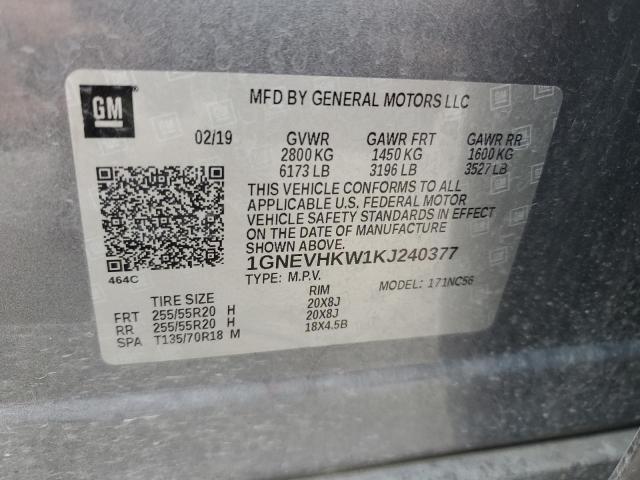 GM
MFD BY GENERAL MOTORS LLC
02/19 GVWR GAWR FRT GAWR RR
2800 KG 1450 KG 1600 KG
6173 LB 3196 LB 3527 LB
THIS VEHICLE CONFORMS TO ALL
APPLICABLE U.S. FEDERAL MOTOR
VEHICLE SAFETY STANDARDS IN EFFECT
ON THE DATE OF MANUFACTURE
SHOWN ABOVE.
1GNEVHKW1KJ240377
464C TYPE: M.P.V. MODEL: 171NC56
TIRE SIZE RIM
FRT 255/55R20 H 20X8J
RR 255/55R20 H 20X8J
SPA T135/70R18 M 18X4.5B